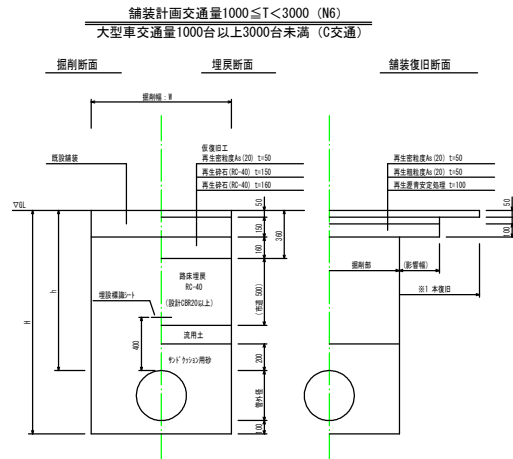 舗装計画交通量1000≦T<3000 (N6)
大型車交通量1000台以上3000台未満 (C交通)
掘削断面
埋戻断面
舗装復旧断面
掘削幅:W
仮復旧工
再生密粒度As(20) t=50
再生砕石(RC-40) t=150
再生砕石(RC-40) t=160
既設舗装
再生密粒度As(20) t=50
再生粗粒度As(20) t=50
再生瀝青安定処理 t=100
▽GL
50
150
160
360
50
100
掘削部
(影響幅)
※1 本復旧
路床埋戻
RC-40
(設計CBR20以上)
(市道 500)
埋設標識シート
流用土
400
200
サンドクッション用砂
管外径
100
h
H